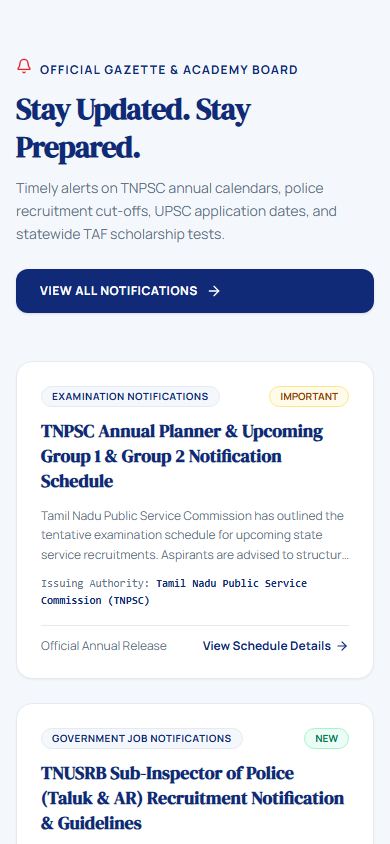 OFFICIAL GAZETTE & ACADEMY BOARD
Stay Updated. Stay
Prepared.
Timely alerts on TNPSC annual calendars, police
recruitment cut-offs, UPSC application dates, and
statewide TAF scholarship tests.
VIEW ALL NOTIFICATIONS →
EXAMINATION NOTIFICATIONS
IMPORTANT
TNPSC Annual Planner & Upcoming
Group 1 & Group 2 Notification
Schedule
Tamil Nadu Public Service Commission has outlined the
tentative examination schedule for upcoming state
service recruitments. Aspirants are advised to structur...
Issuing Authority: Tamil Nadu Public Service
Commission (TNPSC)
Official Annual Release
View Schedule Details →
GOVERNMENT JOB NOTIFICATIONS
NEW
TNUSRB Sub-Inspector of Police
(Taluk & AR) Recruitment Notification
& Guidelines